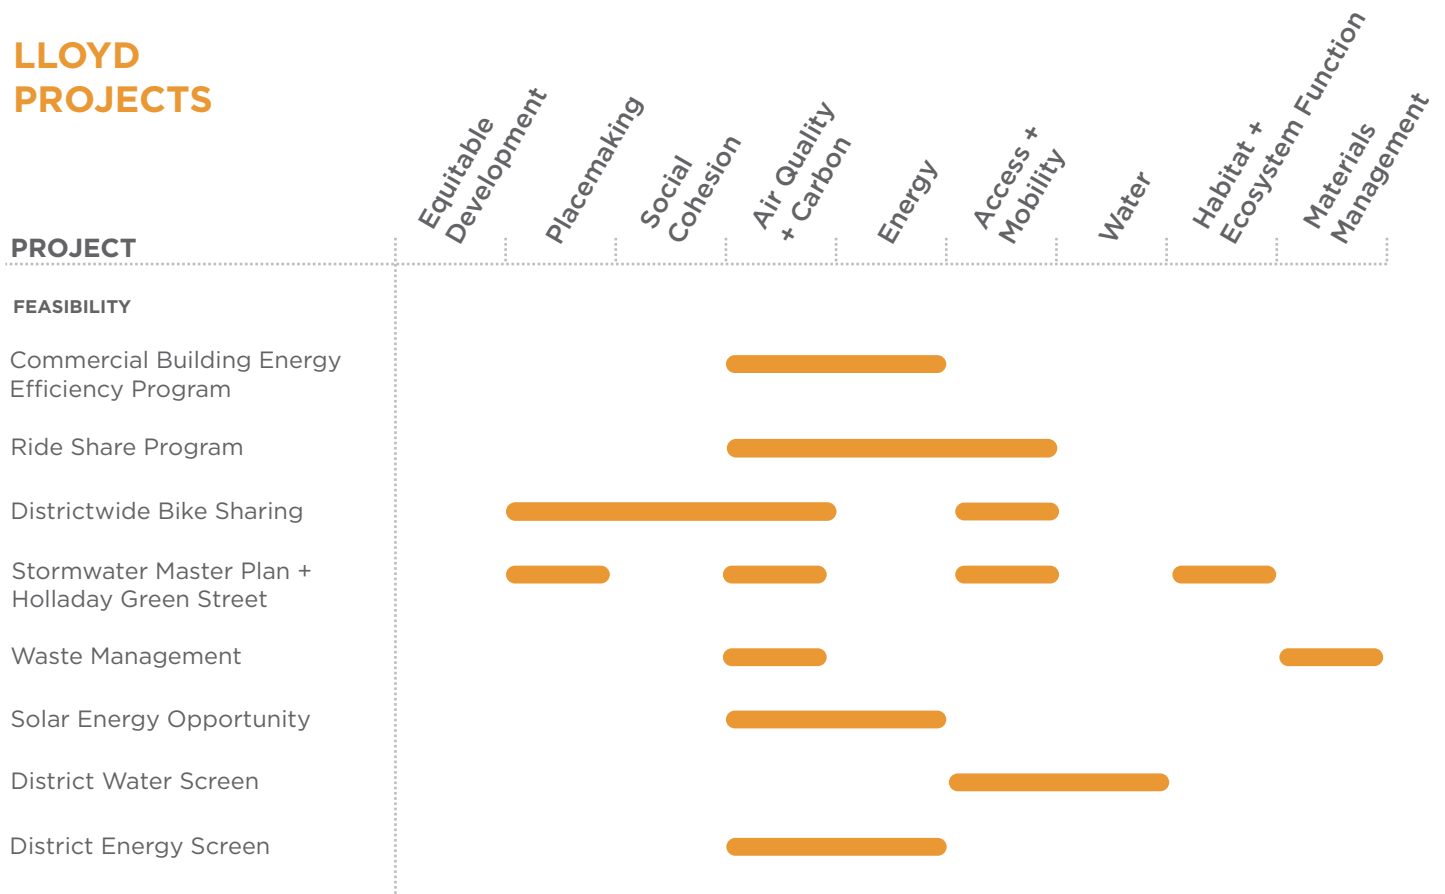 LLOYD
PROJECTS
Equitable
Development
Placemaking
Social
Cohesion
Air Quality
+ Carbon
Energy
Access +
Mobility
Water
Habitat +
Ecosystem Function
Materials
Management
PROJECT
FEASIBILITY
Commercial Building Energy
Efficiency Program
Ride Share Program
Districtwide Bike Sharing
Stormwater Master Plan +
Holladay Green Street
Waste Management
Solar Energy Opportunity
District Water Screen
District Energy Screen